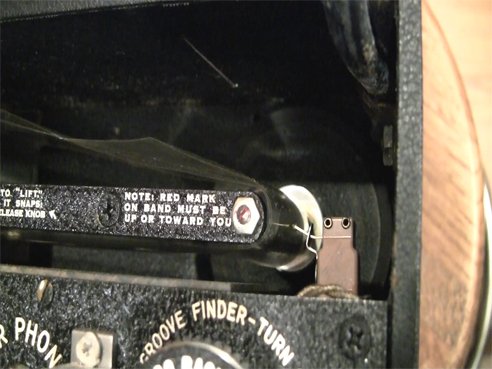 TO "LIFT"
IT SNAPS:
RELEASE KNOB
NOTE: RED MARK
ON BAND MUST BE
UP OR TOWARD YOU
GROOVE FINDER-TURN
PHON